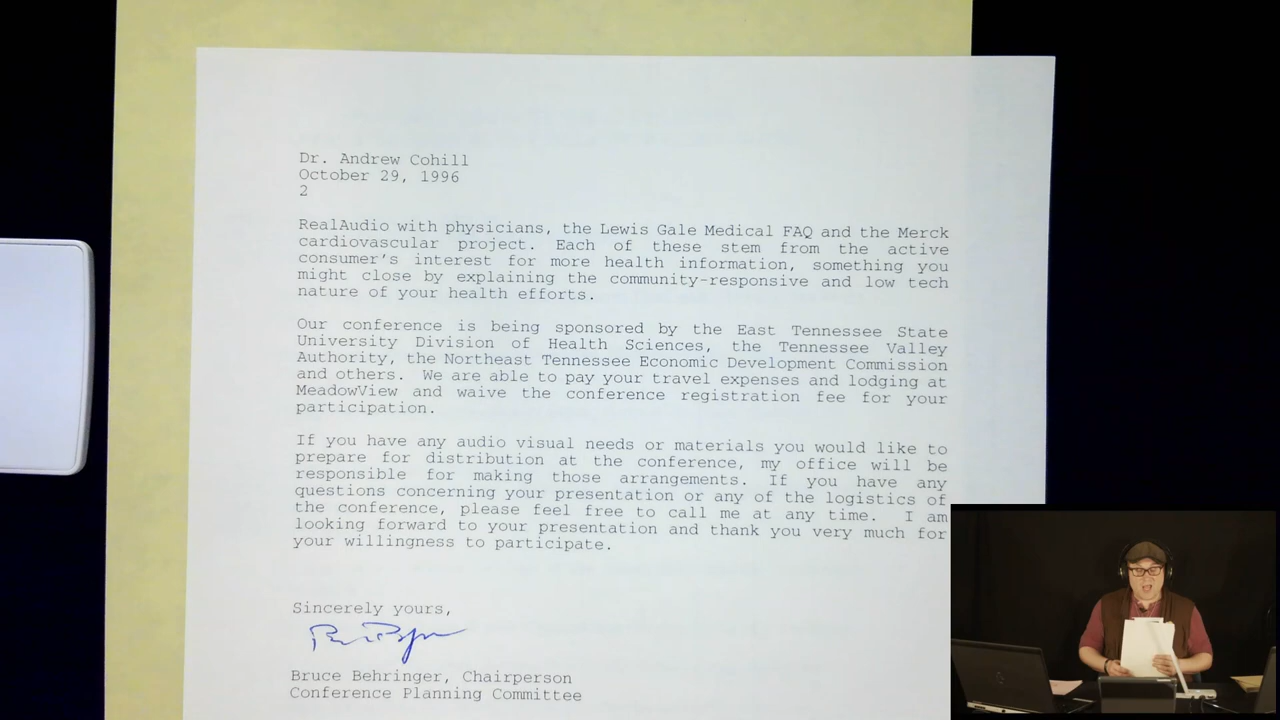 Dr. Andrew Cohill
October 29, 1996
2
RealAudio with physicians, the Lewis Gale Medical FAQ and the Merck
cardiovascular project. Each of these stem from the active
consumer's interest for more health information, something you
might close by explaining the community-responsive and low tech
nature of your health efforts.
Our conference is being sponsored by the East Tennessee State
University Division of Health Sciences, the Tennessee Valley
Authority, the Northeast Tennessee Economic Development Commission
and others. We are able to pay your travel expenses and lodging at
MeadowView and waive the conference registration fee for your
participation.
If you have any audio visual needs or materials you would like to
prepare for distribution at the conference, my office will be
responsible for making those arrangements. If you have any
questions concerning your presentation or any of the logistics of
the conference, please feel free to call me at any time. I am
looking forward to your presentation and thank you very much for
your willingness to participate.
Sincerely yours,
Bruce Behringer, Chairperson
Conference Planning Committee